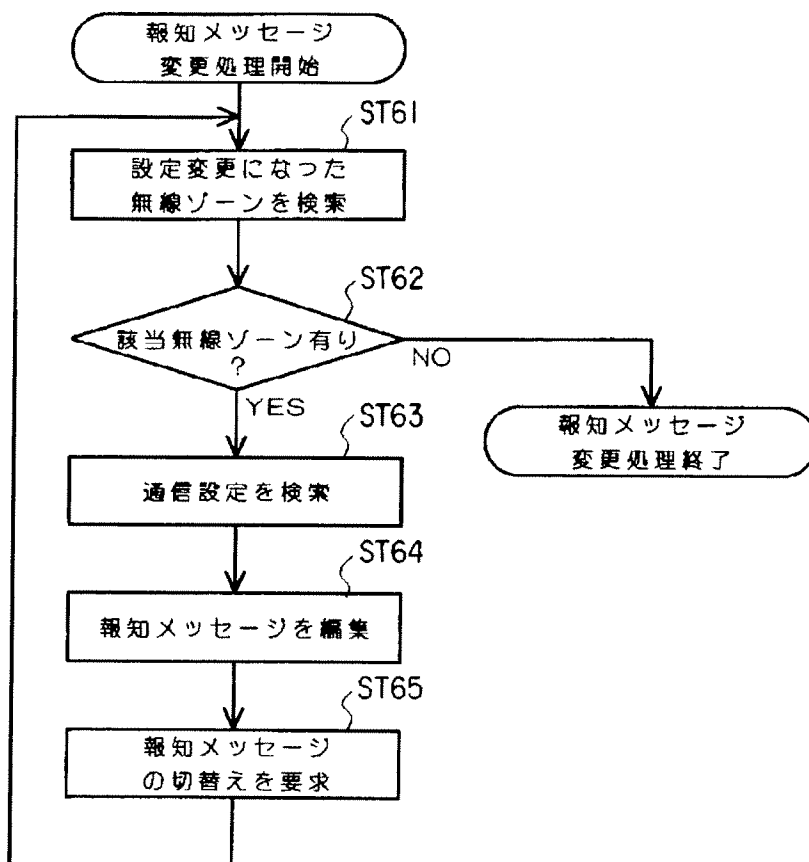 報知メッセージ
変更処理開始
ST61
設定変更になった
無線ゾーンを検索
ST62
該当無線ゾーン有り
?
NO
YES
報知メッセージ
変更処理終了
ST63
通信設定を検索
ST64
報知メッセージを編集
ST65
報知メッセージ
の切替えを要求